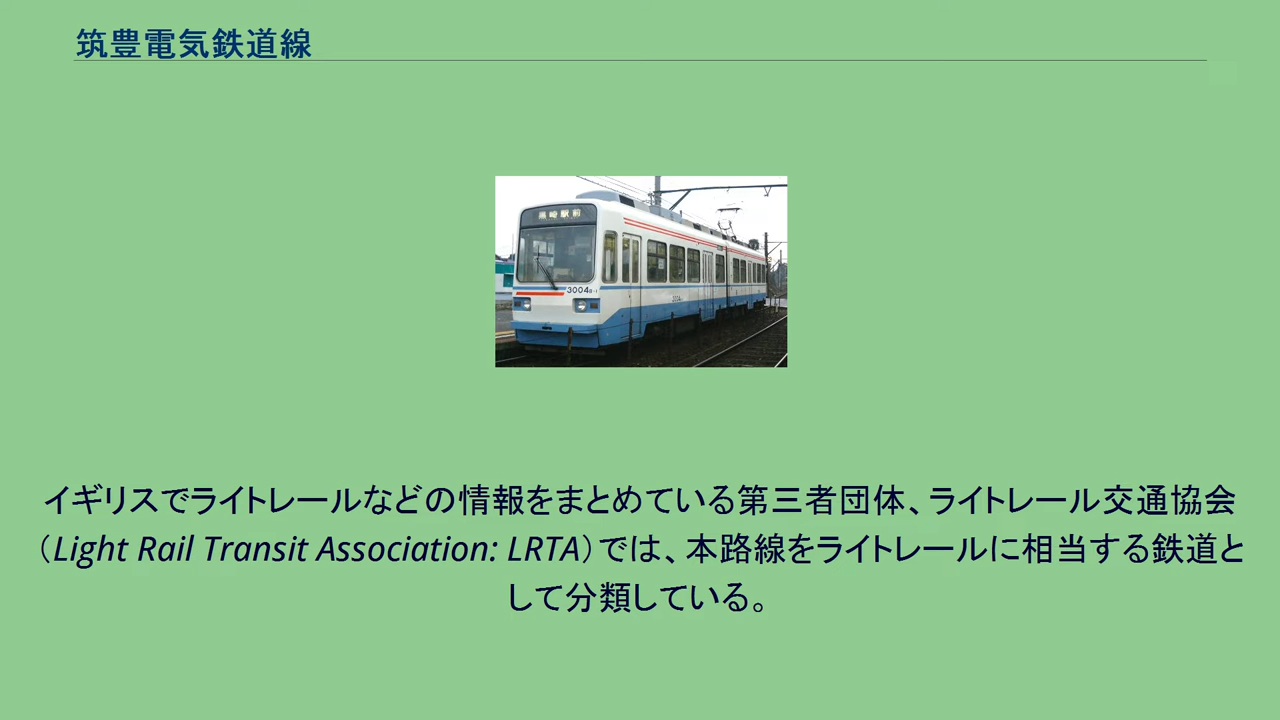 筑豊電気鉄道線
黒崎駅前
3004B-1
イギリスでライトレールなどの情報をまとめている第三者団体、ライトレール交通協会
（Light Rail Transit Association: LRTA）では、本路線をライトレールに相当する鉄道と
して分類している。